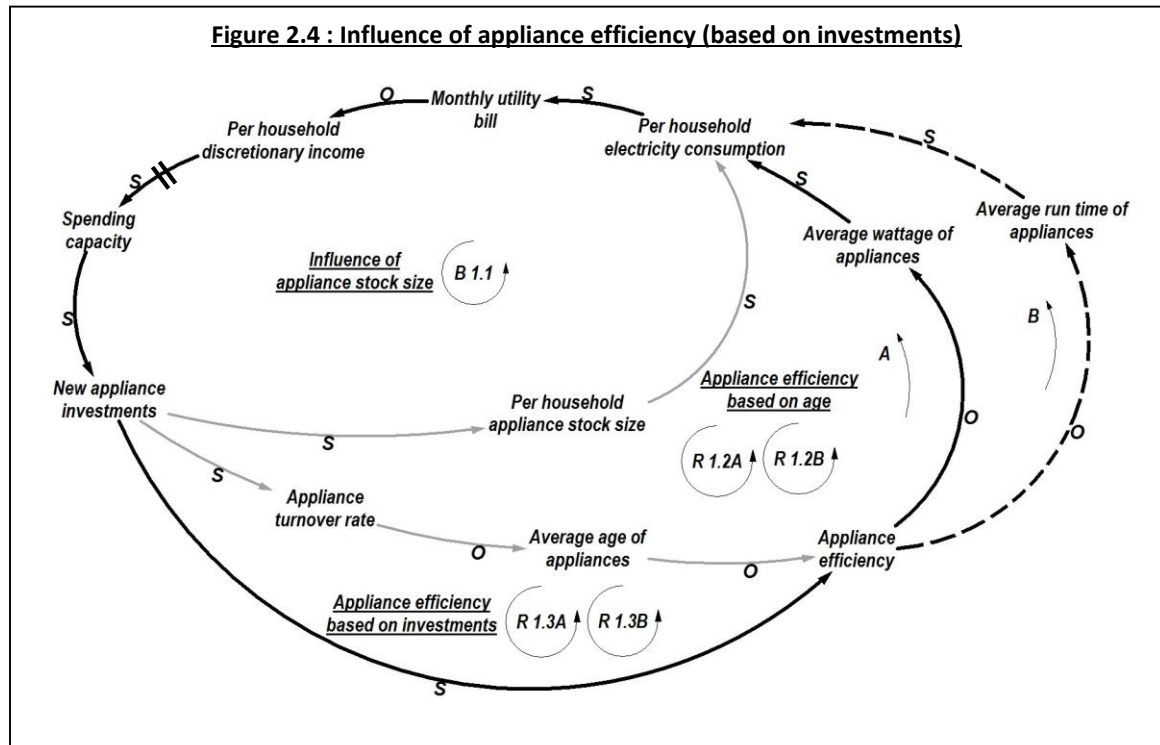 Figure 2.4 : Influence of appliance efficiency (based on investments)
O
Monthly utility
bill
S
Per household
discretionary income
Per household
electricity consumption
S
S
S
Average run time of
appliances
Spending
capacity
Average wattage of
appliances
Influence of
appliance stock size
B 1.1
S
S
B
A
New appliance
investments
Per household
appliance stock size
Appliance efficiency
based on age
S
O
O
R 1.2A
R 1.2B
S
Appliance
turnover rate
O
Average age of
appliances
O
Appliance
efficiency
Appliance efficiency
based on investments
R 1.3A
R 1.3B
S